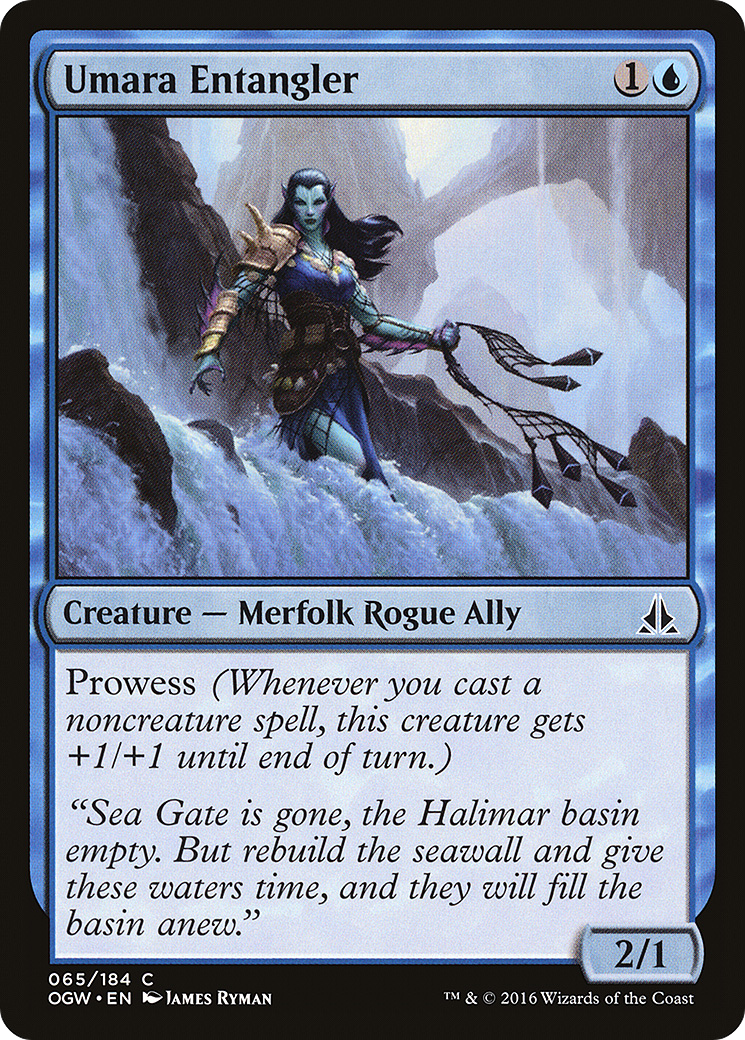 Umara Entangler 1
Creature — Merfolk Rogue Ally
Prowess (Whenever you cast a
noncreature spell, this creature gets
+1/+1 until end of turn.)
“Sea Gate is gone, the Halimar basin
empty. But rebuild the seawall and give
these waters time, and they will fill the
basin anew.”
2/1
065/184 C
OGW • EN James Ryman
™ & © 2016 Wizards of the Coast